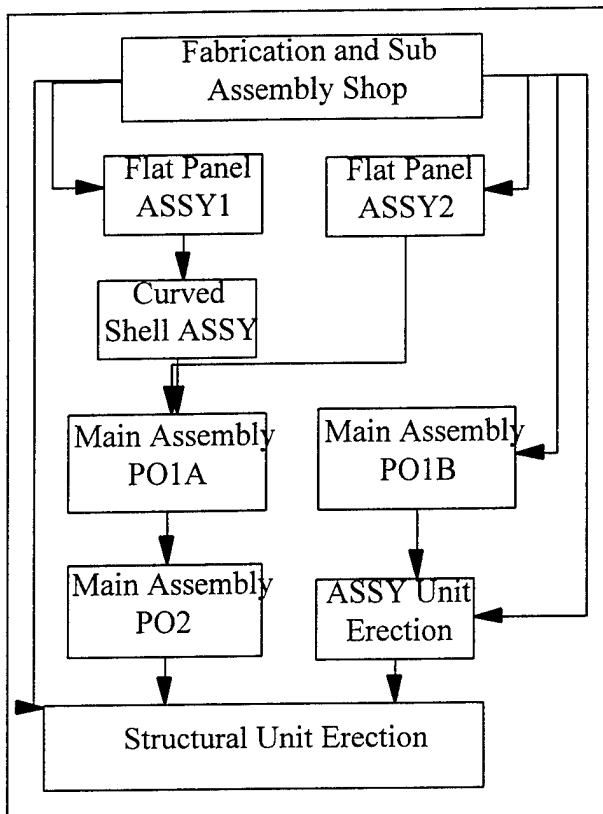 Fabrication and Sub
Assembly Shop
Flat Panel
ASSY1
Flat Panel
ASSY2
Curved
Shell ASSY
Main Assembly
PO1A
Main Assembly
PO1B
Main Assembly
PO2
ASSY Unit
Erection
Structural Unit Erection